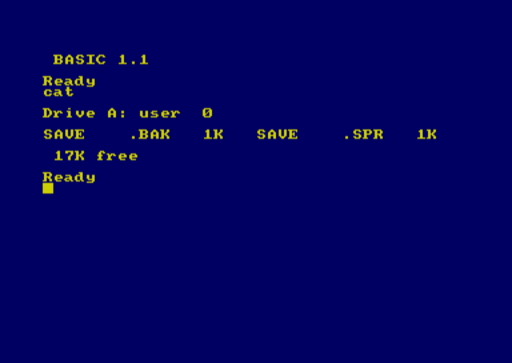 BASIC 1.1
Ready
cat
Drive A: user  0
SAVE    .BAK   1K   SAVE    .SPR   1K
17K free
Ready